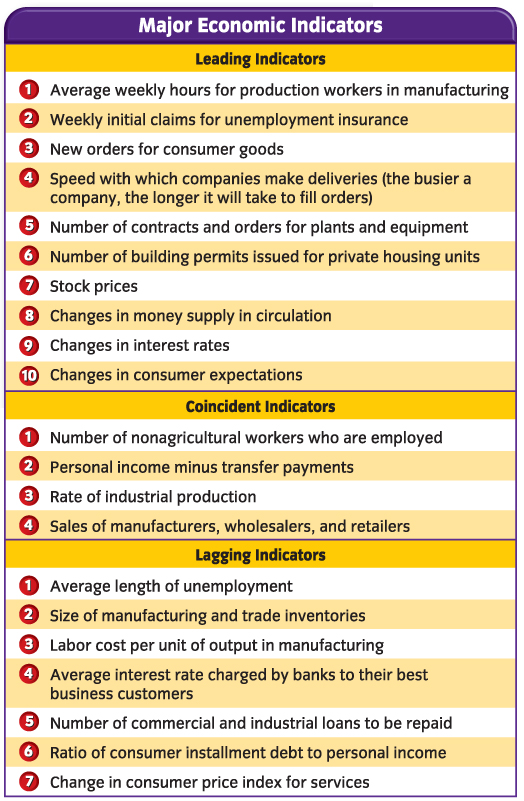 Major Economic Indicators
Leading Indicators
1 Average weekly hours for production workers in manufacturing
2 Weekly initial claims for unemployment insurance
3 New orders for consumer goods
4 Speed with which companies make deliveries (the busier a
company, the longer it will take to fill orders)
5 Number of contracts and orders for plants and equipment
6 Number of building permits issued for private housing units
7 Stock prices
8 Changes in money supply in circulation
9 Changes in interest rates
10 Changes in consumer expectations
Coincident Indicators
1 Number of nonagricultural workers who are employed
2 Personal income minus transfer payments
3 Rate of industrial production
4 Sales of manufacturers, wholesalers, and retailers
Lagging Indicators
1 Average length of unemployment
2 Size of manufacturing and trade inventories
3 Labor cost per unit of output in manufacturing
4 Average interest rate charged by banks to their best
business customers
5 Number of commercial and industrial loans to be repaid
6 Ratio of consumer installment debt to personal income
7 Change in consumer price index for services